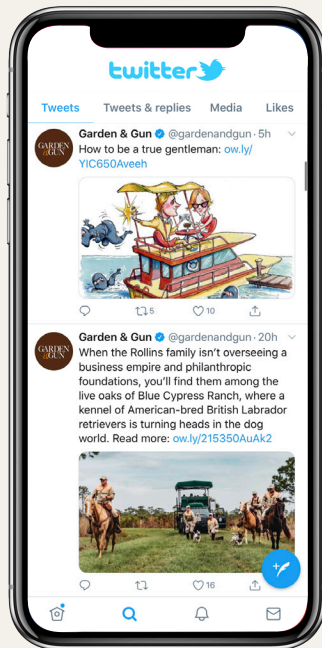 twitter
Tweets Tweets & replies Media Likes
GARDEN
&GUN
Garden & Gun @gardenandgun · 5h
How to be a true gentleman: ow.ly/
YIC650Aveeh
5 10
GARDEN
&GUN
Garden & Gun @gardenandgun · 20h
When the Rollins family isn't overseeing a
business empire and philanthropic
foundations, you'll find them among the
live oaks of Blue Cypress Ranch, where a
kennel of American-bred British Labrador
retrievers is turning heads in the dog
world. Read more: ow.ly/215350AuAk2
16